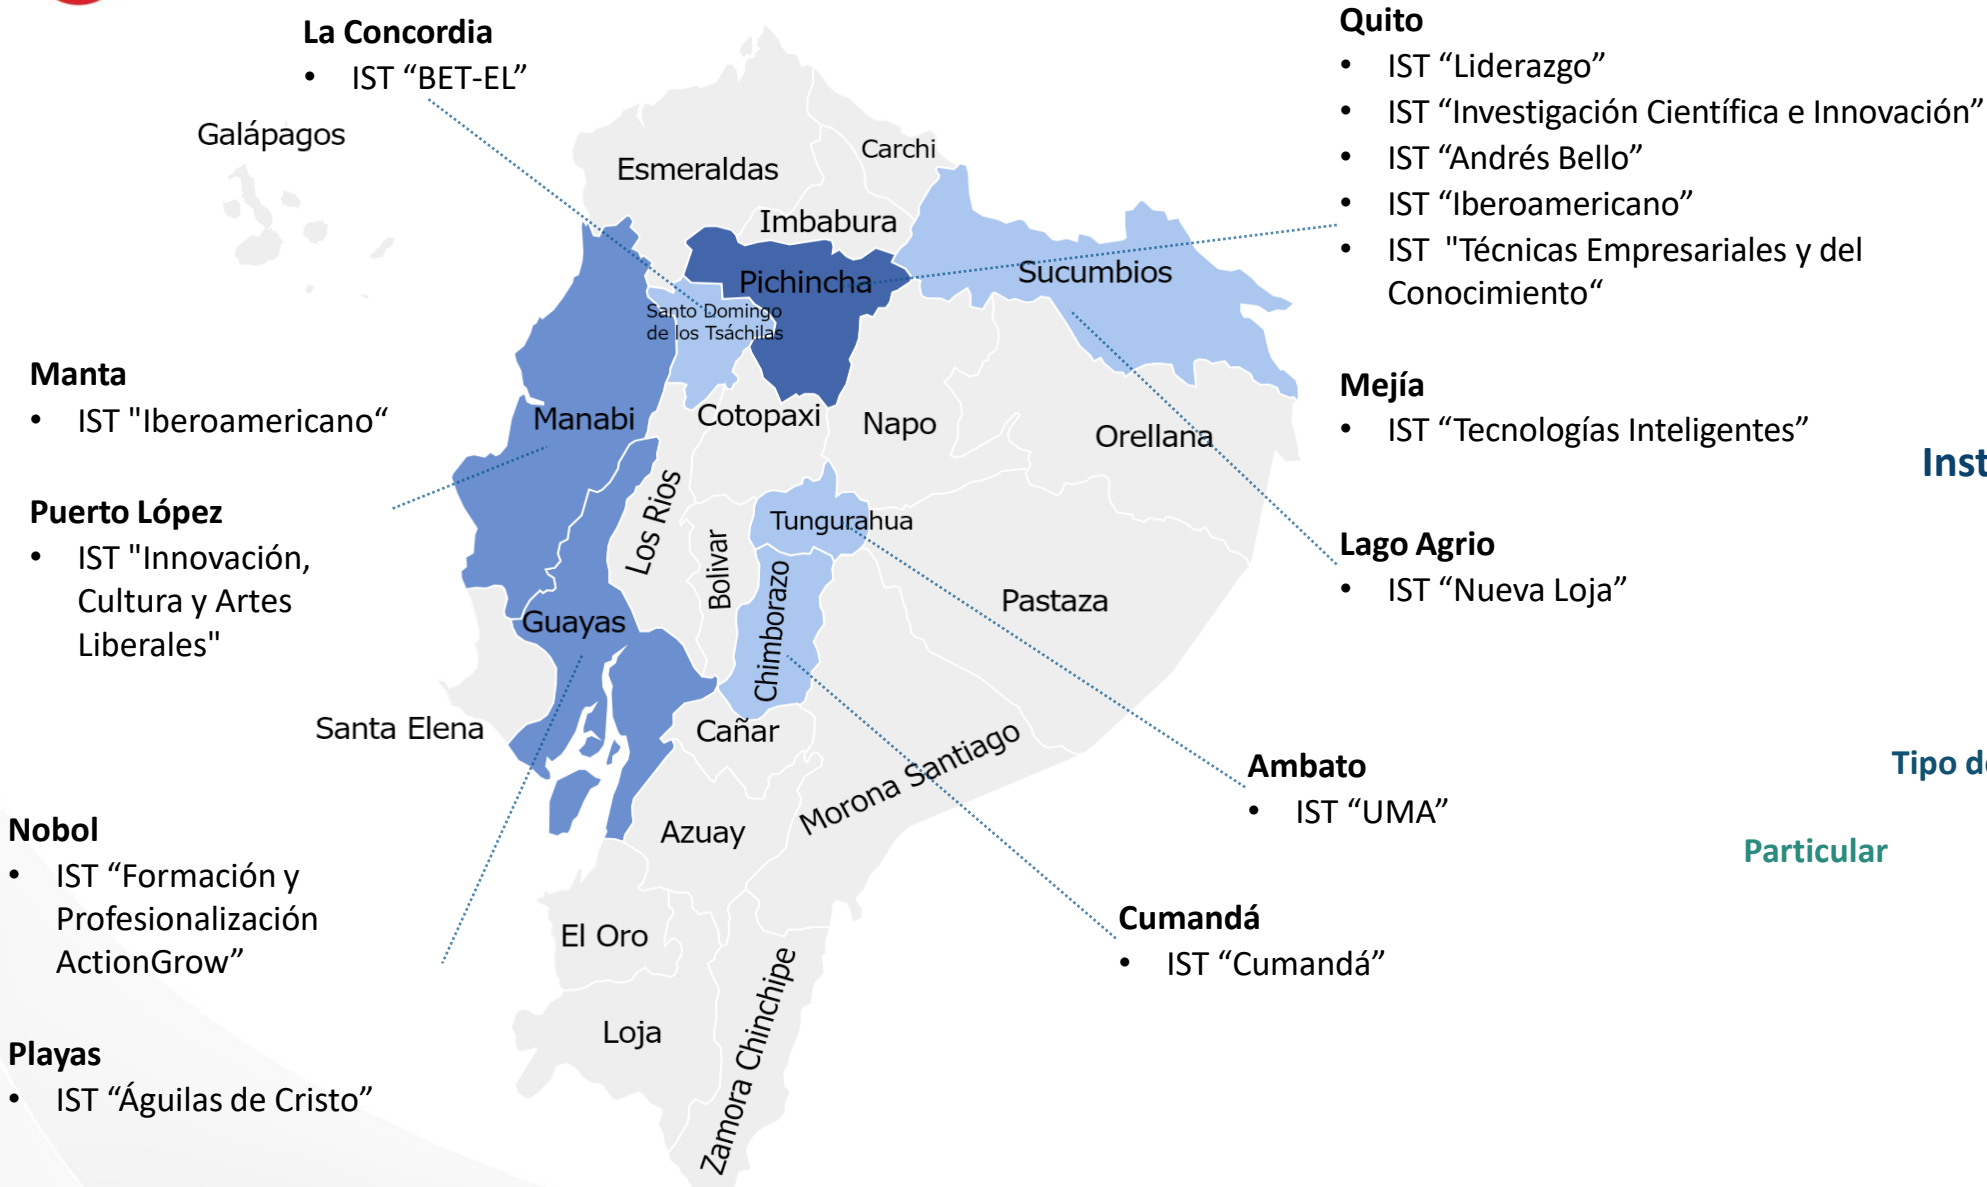 La Concordia
• IST “BET-EL”
Quito
• IST “Liderazgo”
• IST “Investigación Científica e Innovación”
• IST “Andrés Bello”
• IST “Iberoamericano”
• IST "Técnicas Empresariales y del
Conocimiento“
Mejía
• IST “Tecnologías Inteligentes”
Lago Agrio
• IST “Nueva Loja”
Ambato
• IST “UMA”
Cumandá
• IST “Cumandá”
Manta
• IST "Iberoamericano“
Puerto López
• IST "Innovación,
Cultura y Artes
Liberales"
Nobol
• IST “Formación y
Profesionalización
ActionGrow”
Playas
• IST “Águilas de Cristo”
Galápagos
Esmeraldas
Carchi
Imbabura
Pichincha
Sucumbios
Santo Domingo
de los Tsáchilas
Manabi
Cotopaxi
Napo
Orellana
Los Rios
Bolivar
Tungurahua
Chimborazo
Pastaza
Guayas
Santa Elena
Cañar
Morona Santiago
Azuay
El Oro
Loja
Zamora Chinchipe
Inst
Tipo d
Particular